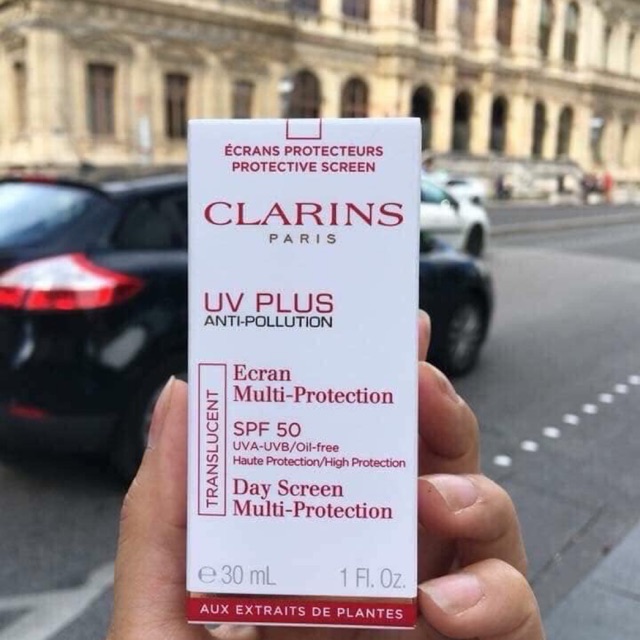 ÉCRANS PROTECTEURS
PROTECTIVE SCREEN
CLARINS
PARIS
UV PLUS
ANTI-POLLUTION
TRANSLUCENT
Ecran
Multi-Protection
SPF 50
UVA-UVB/Oil-free
Haute Protection/High Protection
Day Screen
Multi-Protection
℮ 30 mL 1 Fl. Oz.
AUX EXTRAITS DE PLANTES